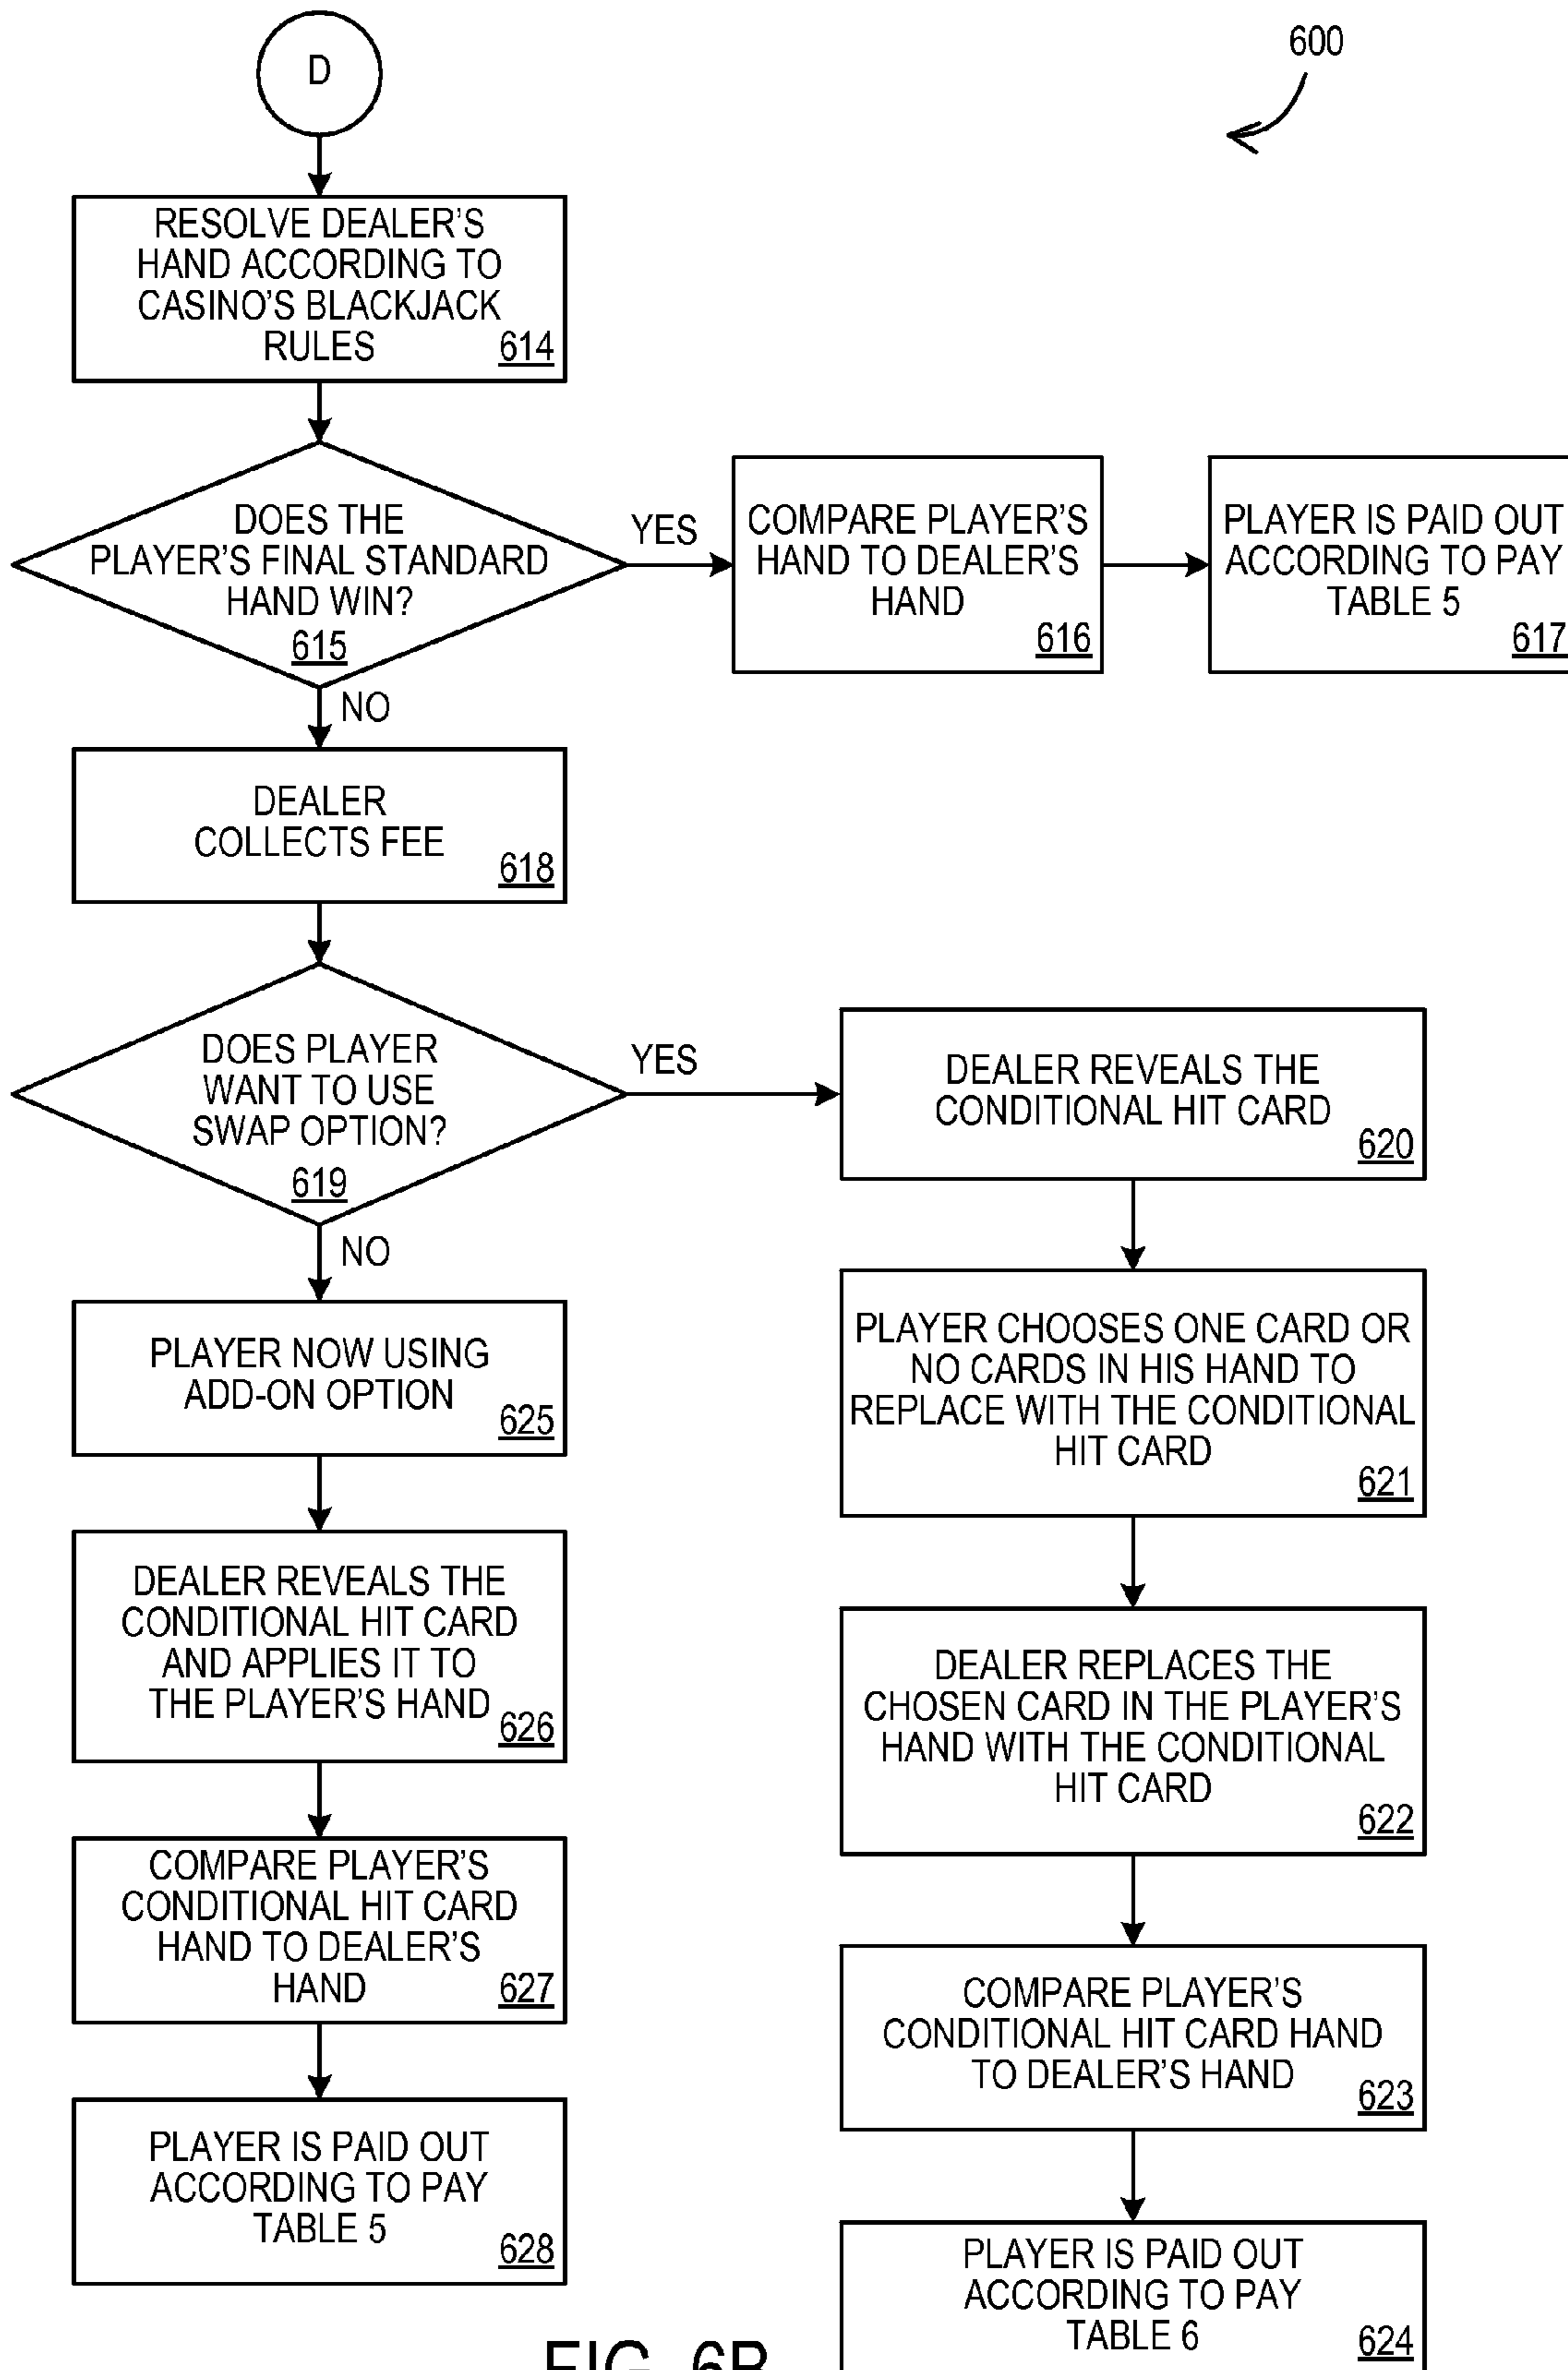 D
600
RESOLVE DEALER'S
HAND ACCORDING TO
CASINO'S BLACKJACK
RULES
614
DOES THE
PLAYER'S FINAL STANDARD
HAND WIN?
615
YES
COMPARE PLAYER'S
HAND TO DEALER'S
HAND
616
PLAYER IS PAID OUT
ACCORDING TO PAY
TABLE 5
617
NO
DEALER
COLLECTS FEE
618
DOES PLAYER
WANT TO USE
SWAP OPTION?
619
YES
DEALER REVEALS THE
CONDITIONAL HIT CARD
620
PLAYER CHOOSES ONE CARD OR
NO CARDS IN HIS HAND TO
REPLACE WITH THE CONDITIONAL
HIT CARD
621
DEALER REPLACES THE
CHOSEN CARD IN THE PLAYER'S
HAND WITH THE CONDITIONAL
HIT CARD
622
COMPARE PLAYER'S
CONDITIONAL HIT CARD HAND
TO DEALER'S HAND
623
PLAYER IS PAID OUT
ACCORDING TO PAY
TABLE 6
624
NO
PLAYER NOW USING
ADD-ON OPTION
625
DEALER REVEALS THE
CONDITIONAL HIT CARD
AND APPLIES IT TO
THE PLAYER'S HAND
626
COMPARE PLAYER'S
CONDITIONAL HIT CARD
HAND TO DEALER'S
HAND
627
PLAYER IS PAID OUT
ACCORDING TO PAY
TABLE 5
628
FIG. 6B